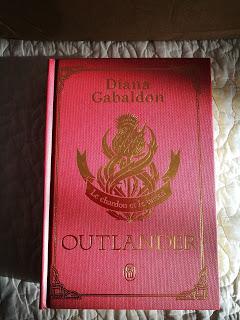 Diana
Gabaldon
Le chardon et le tartan
OUTLANDER